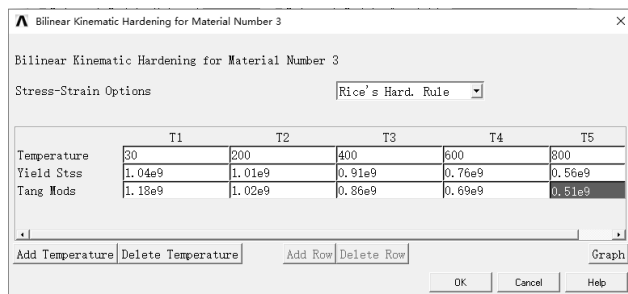 Bilinear Kinematic Hardening for Material Number 3
Bilinear Kinematic Hardening for Material Number 3
Stress-Strain Options Rice's Hard. Rule
T1 T2 T3 T4 T5
Temperature 30 200 400 600 800
Yield Stss 1.04e9 1.01e9 0.91e9 0.76e9 0.56e9
Tang Mods 1.18e9 1.02e9 0.86e9 0.69e9 0.51e9
Add Temperature Delete Temperature Add Row Delete Row Graph
OK Cancel Help